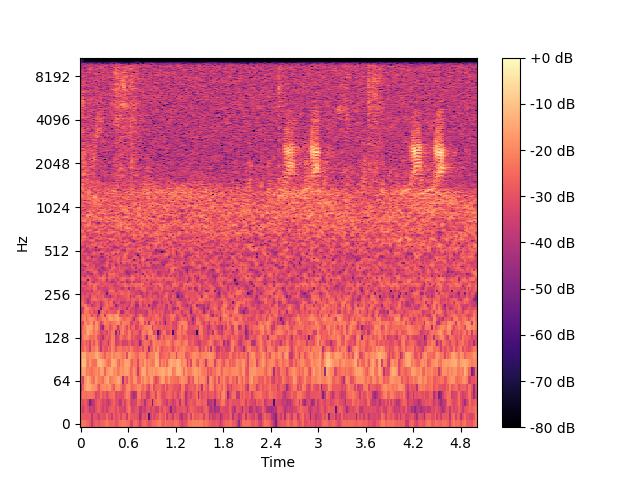 8192
4096
2048
1024
512
256
128
64
0
Hz
0 0.6 1.2 1.8 2.4 3 3.6 4.2 4.8
Time
+0 dB
-10 dB
-20 dB
-30 dB
-40 dB
-50 dB
-60 dB
-70 dB
-80 dB